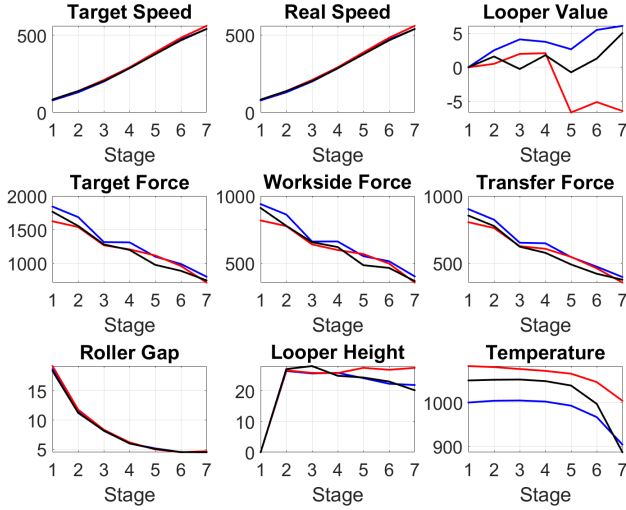 Target Speed Real Speed Looper Value
500 500 5
0 0 0
-5
1 2 3 4 5 6 7 1 2 3 4 5 6 7 1 2 3 4 5 6 7
Stage Stage Stage
Target Force Workside Force Transfer Force
2000 1000 1000
1500
1000 500 500
1 2 3 4 5 6 7 1 2 3 4 5 6 7 1 2 3 4 5 6 7
Roller Gap Looper Height Temperature
15 20 1000
10 10
5 0 900
1 2 3 4 5 6 7 1 2 3 4 5 6 7 1 2 3 4 5 6 7
Stage Stage Stage